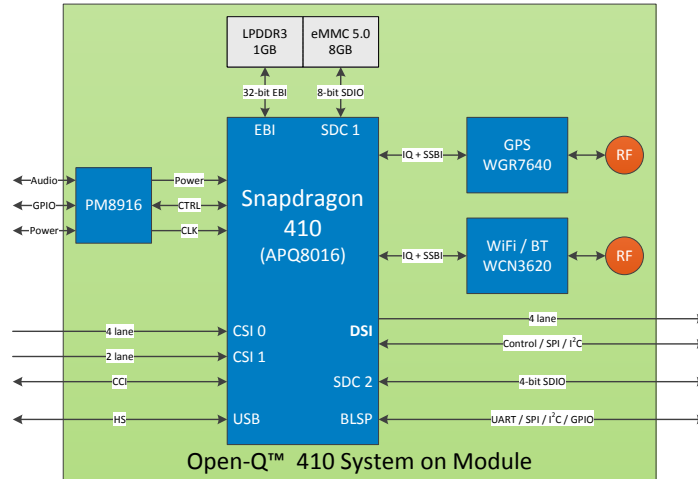 LPDDR3
1GB
eMMC 5.0
8GB
32-bit EBI
8-bit SDIO
EBI
SDC 1
GPS
WGR7640
IQ + SSBI
RF
Audio
GPIO
Power
PM8916
Power
CTRL
CLK
Snapdragon
410
(APQ8016)
WiFi / BT
WCN3620
IQ + SSBI
RF
4 lane
CSI 0
DSI
4 lane
2 lane
CSI 1
Control / SPI / I²C
CCI
SDC 2
4-bit SDIO
HS
USB
BLSP
UART / SPI / I²C / GPIO
Open-Q™ 410 System on Module